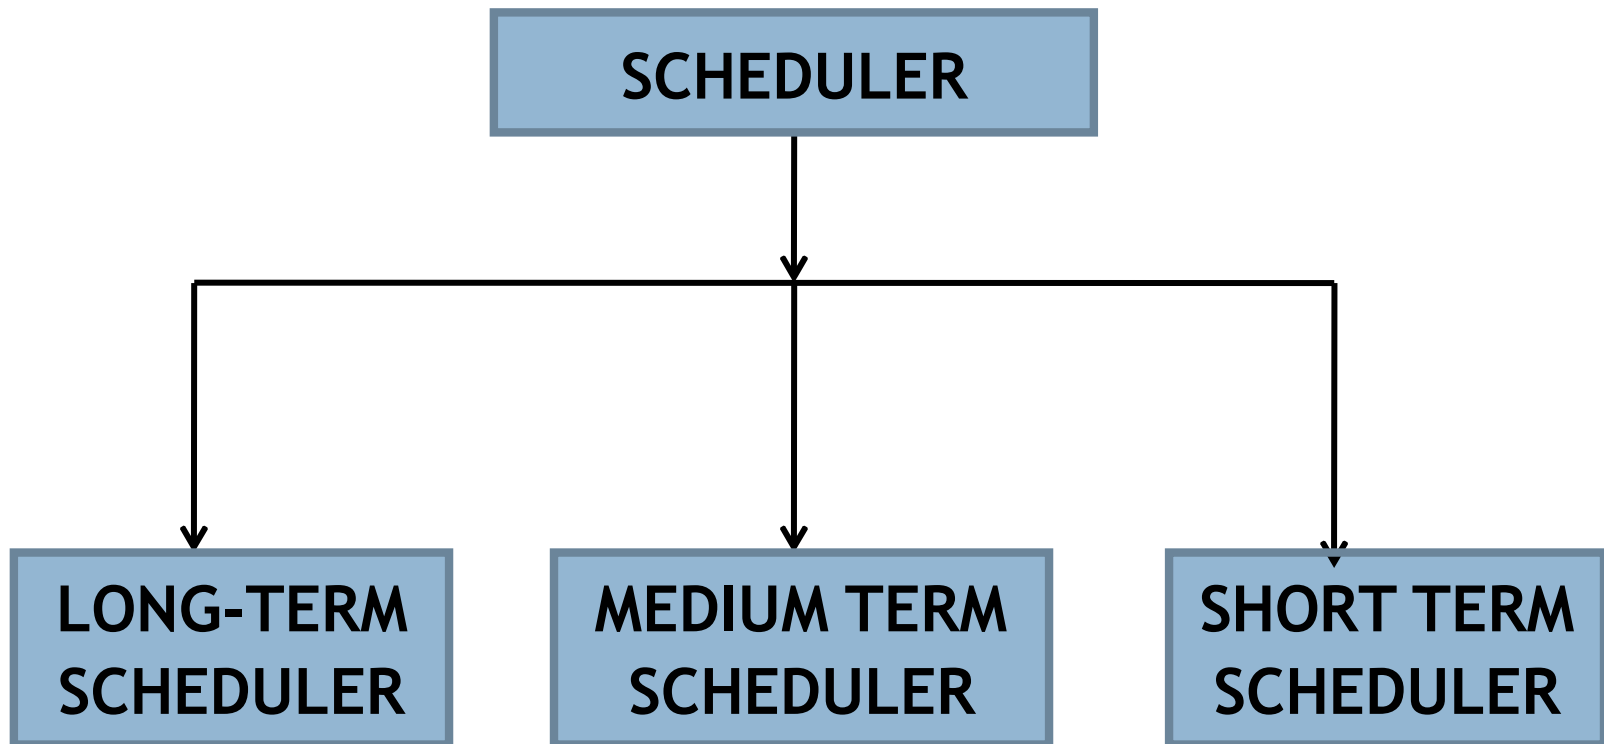 SCHEDULER
LONG-TERM
SCHEDULER
MEDIUM TERM
SCHEDULER
SHORT TERM
SCHEDULER